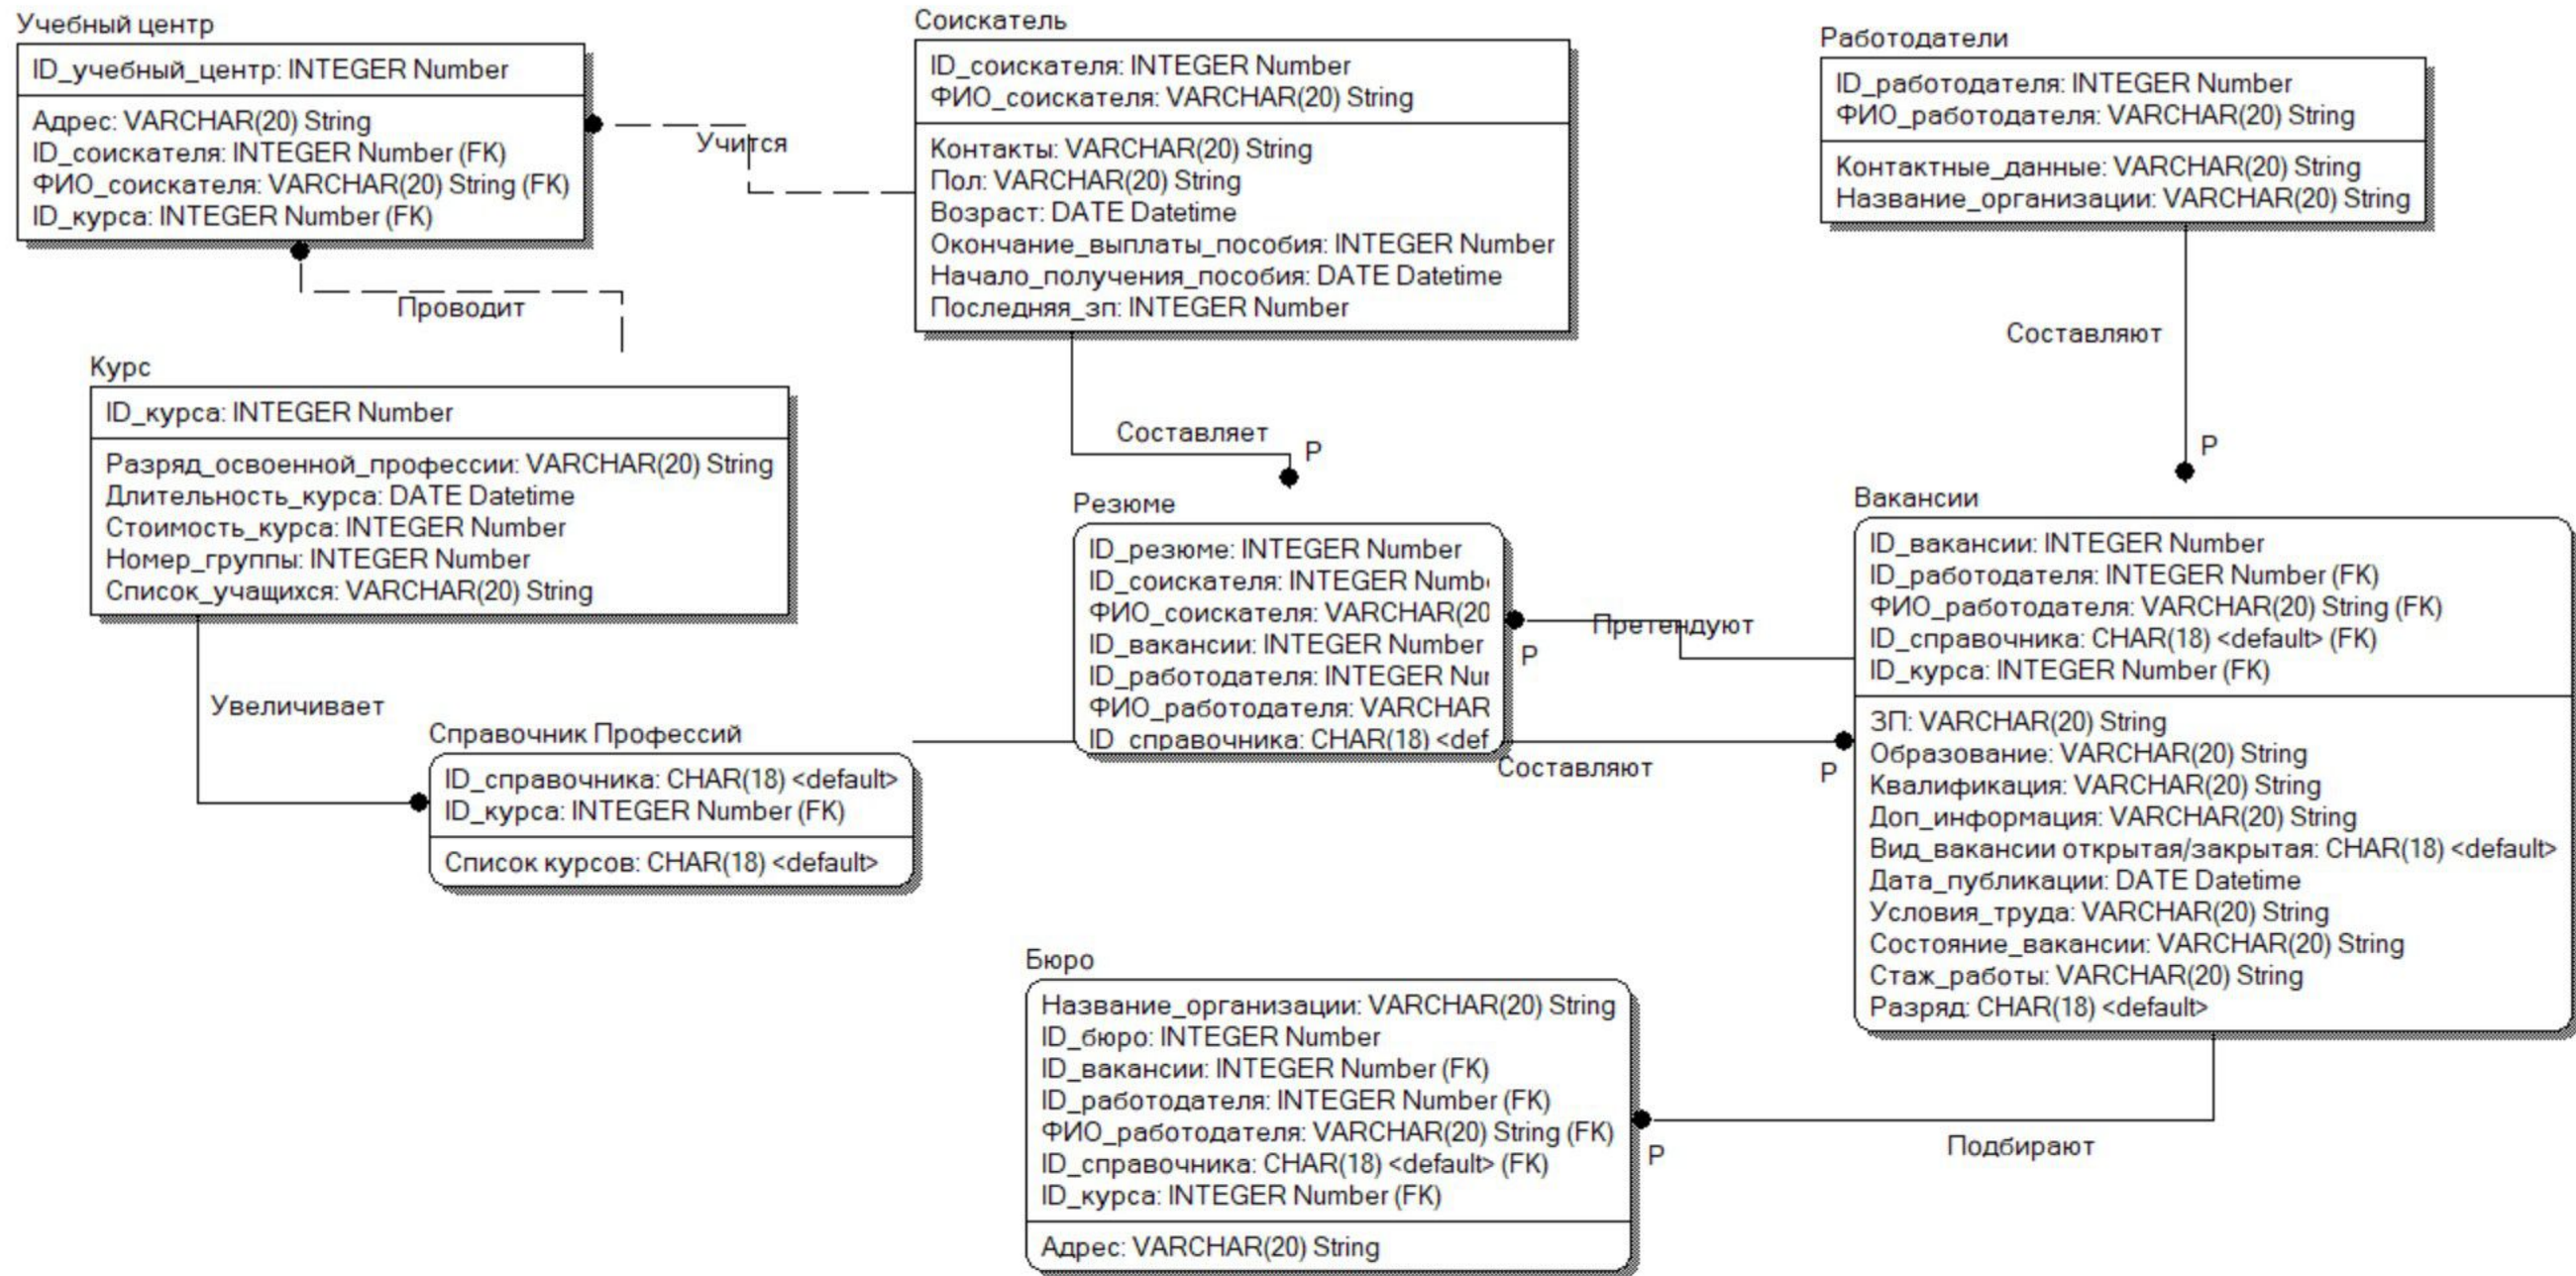 Учебный центр
ID_учебный_центр: INTEGER Number
Адрес: VARCHAR(20) String
ID_соискателя: INTEGER Number (FK)
ФИО_соискателя: VARCHAR(20) String (FK)
ID_курса: INTEGER Number (FK)
Учится
Проводит
Соискатель
ID_соискателя: INTEGER Number
ФИО_соискателя: VARCHAR(20) String
Контакты: VARCHAR(20) String
Пол: VARCHAR(20) String
Возраст: DATE Datetime
Окончание_выплаты_пособия: INTEGER Number
Начало_получения_пособия: DATE Datetime
Последняя_зп: INTEGER Number
Работодатели
ID_работодателя: INTEGER Number
ФИО_работодателя: VARCHAR(20) String
Контактные_данные: VARCHAR(20) String
Название_организации: VARCHAR(20) String
Составляют
P
Курс
ID_курса: INTEGER Number
Разряд_освоенной_профессии: VARCHAR(20) String
Длительность_курса: DATE Datetime
Стоимость_курса: INTEGER Number
Номер_группы: INTEGER Number
Список_учащихся: VARCHAR(20) String
Увеличивает
Составляет
P
Резюме
ID_резюме: INTEGER Number
ID_соискателя: INTEGER Numb
ФИО_соискателя: VARCHAR(20
ID_вакансии: INTEGER Number
ID_работодателя: INTEGER Nu
ФИО_работодателя: VARCHAR
ID_справочника: CHAR(18) <def
Претендуют
P
Составляют
P
Вакансии
ID_вакансии: INTEGER Number
ID_работодателя: INTEGER Number (FK)
ФИО_работодателя: VARCHAR(20) String (FK)
ID_справочника: CHAR(18) <default> (FK)
ID_курса: INTEGER Number (FK)
ЗП: VARCHAR(20) String
Образование: VARCHAR(20) String
Квалификация: VARCHAR(20) String
Доп_информация: VARCHAR(20) String
Вид_вакансии открытая/закрытая: CHAR(18) <default>
Дата_публикации: DATE Datetime
Условия_труда: VARCHAR(20) String
Состояние_вакансии: VARCHAR(20) String
Стаж_работы: VARCHAR(20) String
Разряд: CHAR(18) <default>
Справочник Профессий
ID_справочника: CHAR(18) <default>
ID_курса: INTEGER Number (FK)
Список курсов: CHAR(18) <default>
Бюро
Название_организации: VARCHAR(20) String
ID_бюро: INTEGER Number
ID_вакансии: INTEGER Number (FK)
ID_работодателя: INTEGER Number (FK)
ФИО_работодателя: VARCHAR(20) String (FK)
ID_справочника: CHAR(18) <default> (FK)
ID_курса: INTEGER Number (FK)
Адрес: VARCHAR(20) String
P
Подбирают